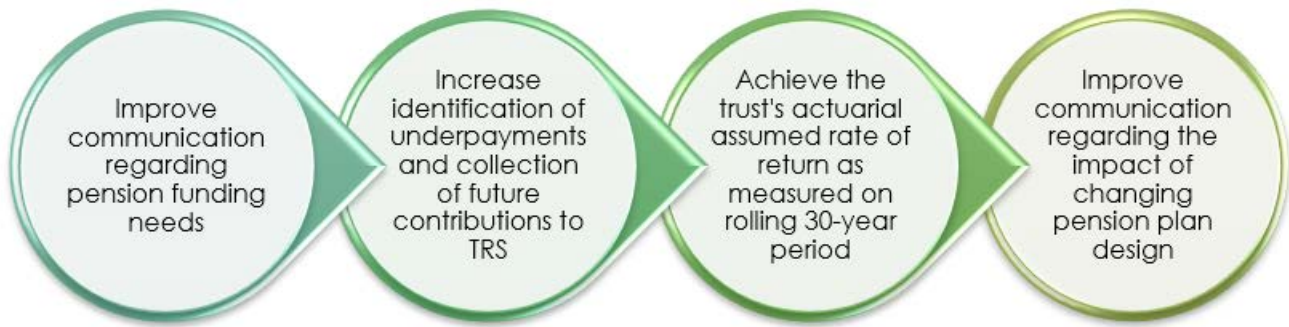 Improve
communication
regarding
pension funding
needs
Increase
identification of
underpayments
and collection
of future
contributions to
TRS
Achieve the
trust's actuarial
assumed rate of
return as
measured on
rolling 30-year
period
Improve
communication
regarding the
impact of
changing
pension plan
design